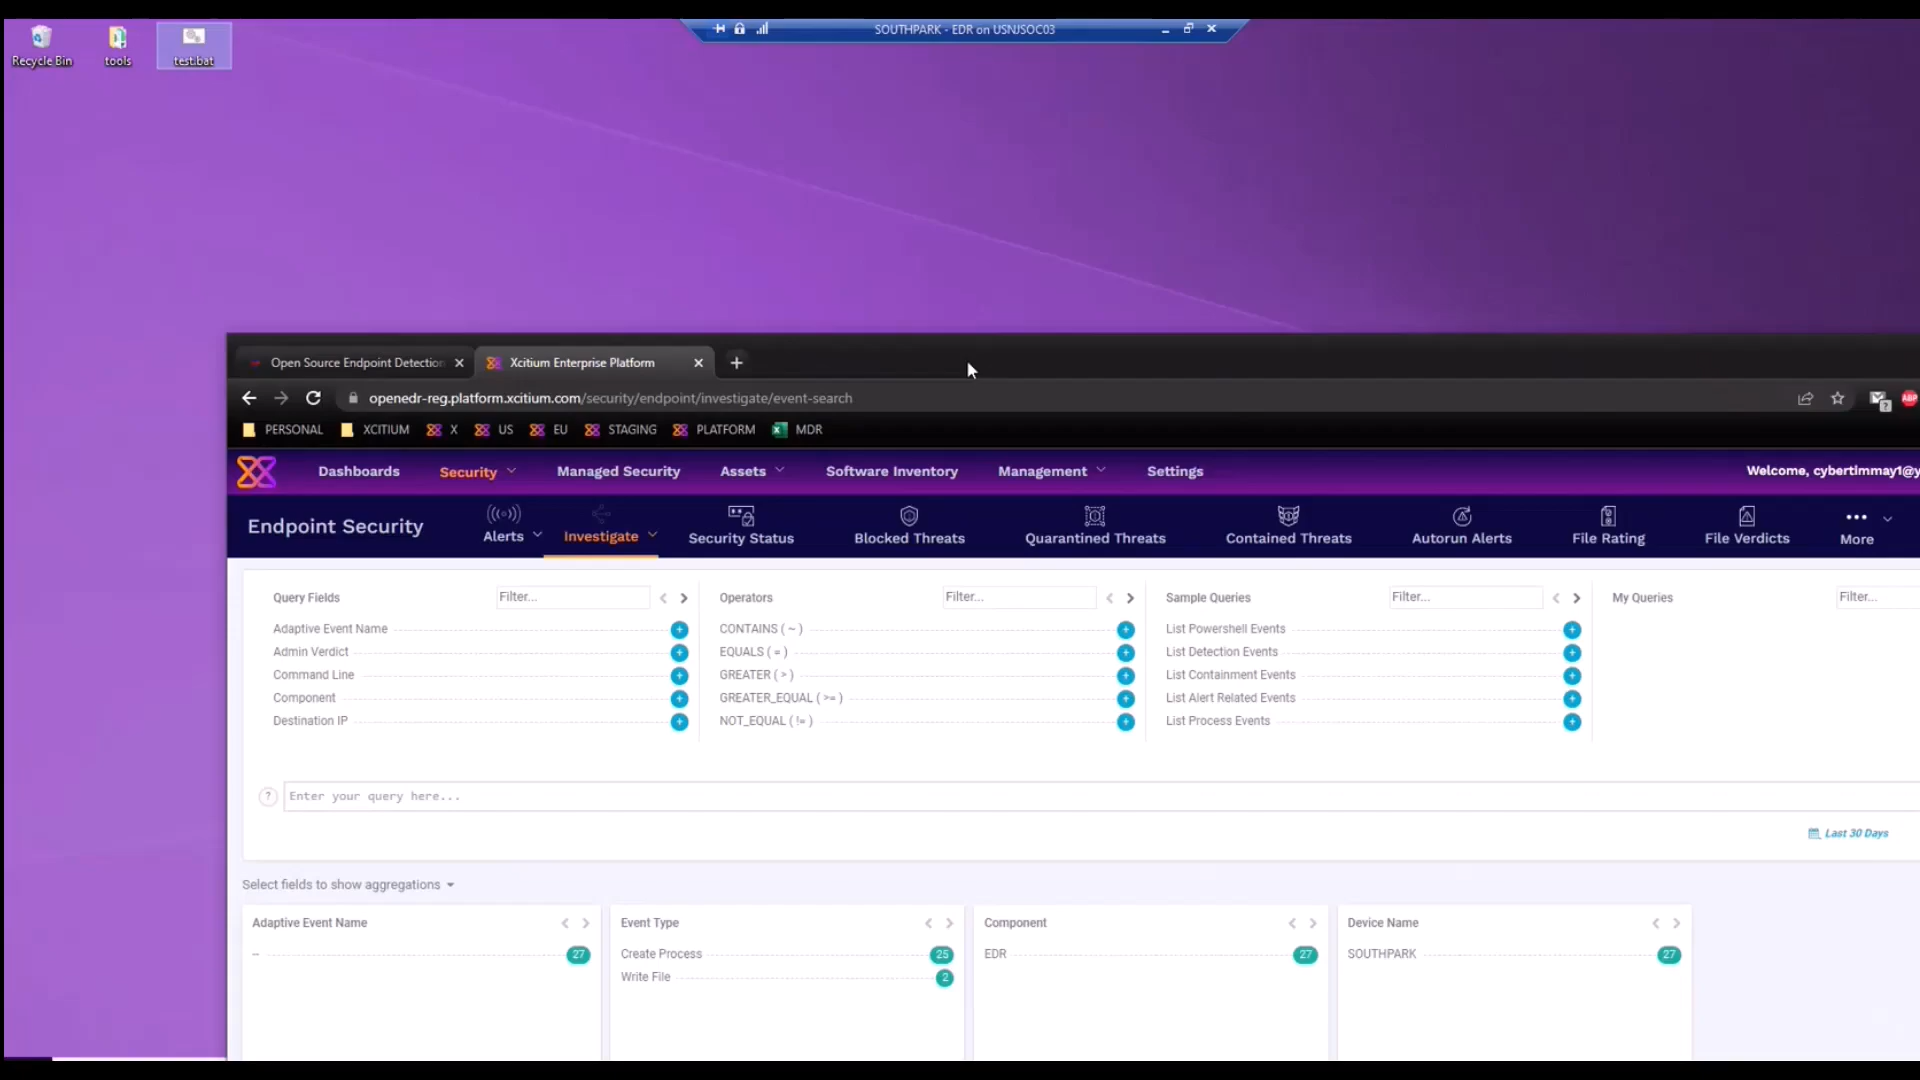 SOUTHPARK - EDR on USNJSOC03
Recycle Bin
tools
test.bat
Open Source Endpoint Detection
Xcitium Enterprise Platform
openedr-reg.platform.xcitium.com/security/endpoint/investigate/event-search
ABP
PERSONAL XCITIUM X US EU STAGING PLATFORM MDR
Dashboards Security Managed Security Assets Software Inventory Management Settings Welcome, cybertimmay1@y
Endpoint Security Alerts Investigate Security Status Blocked Threats Quarantined Threats Contained Threats Autorun Alerts File Rating File Verdicts More
Query Fields Filter...
Adaptive Event Name
Admin Verdict
Command Line
Component
Destination IP
Operators Filter...
CONTAINS ( ~ )
EQUALS ( = )
GREATER ( > )
GREATER_EQUAL ( >= )
NOT_EQUAL ( != )
Sample Queries Filter...
List Powershell Events
List Detection Events
List Containment Events
List Alert Related Events
List Process Events
My Queries Filter...
? Enter your query here...
Last 30 Days
Select fields to show aggregations
Adaptive Event Name
-- 27
Event Type
Create Process 25
Write File 2
Component
EDR 27
Device Name
SOUTHPARK 27